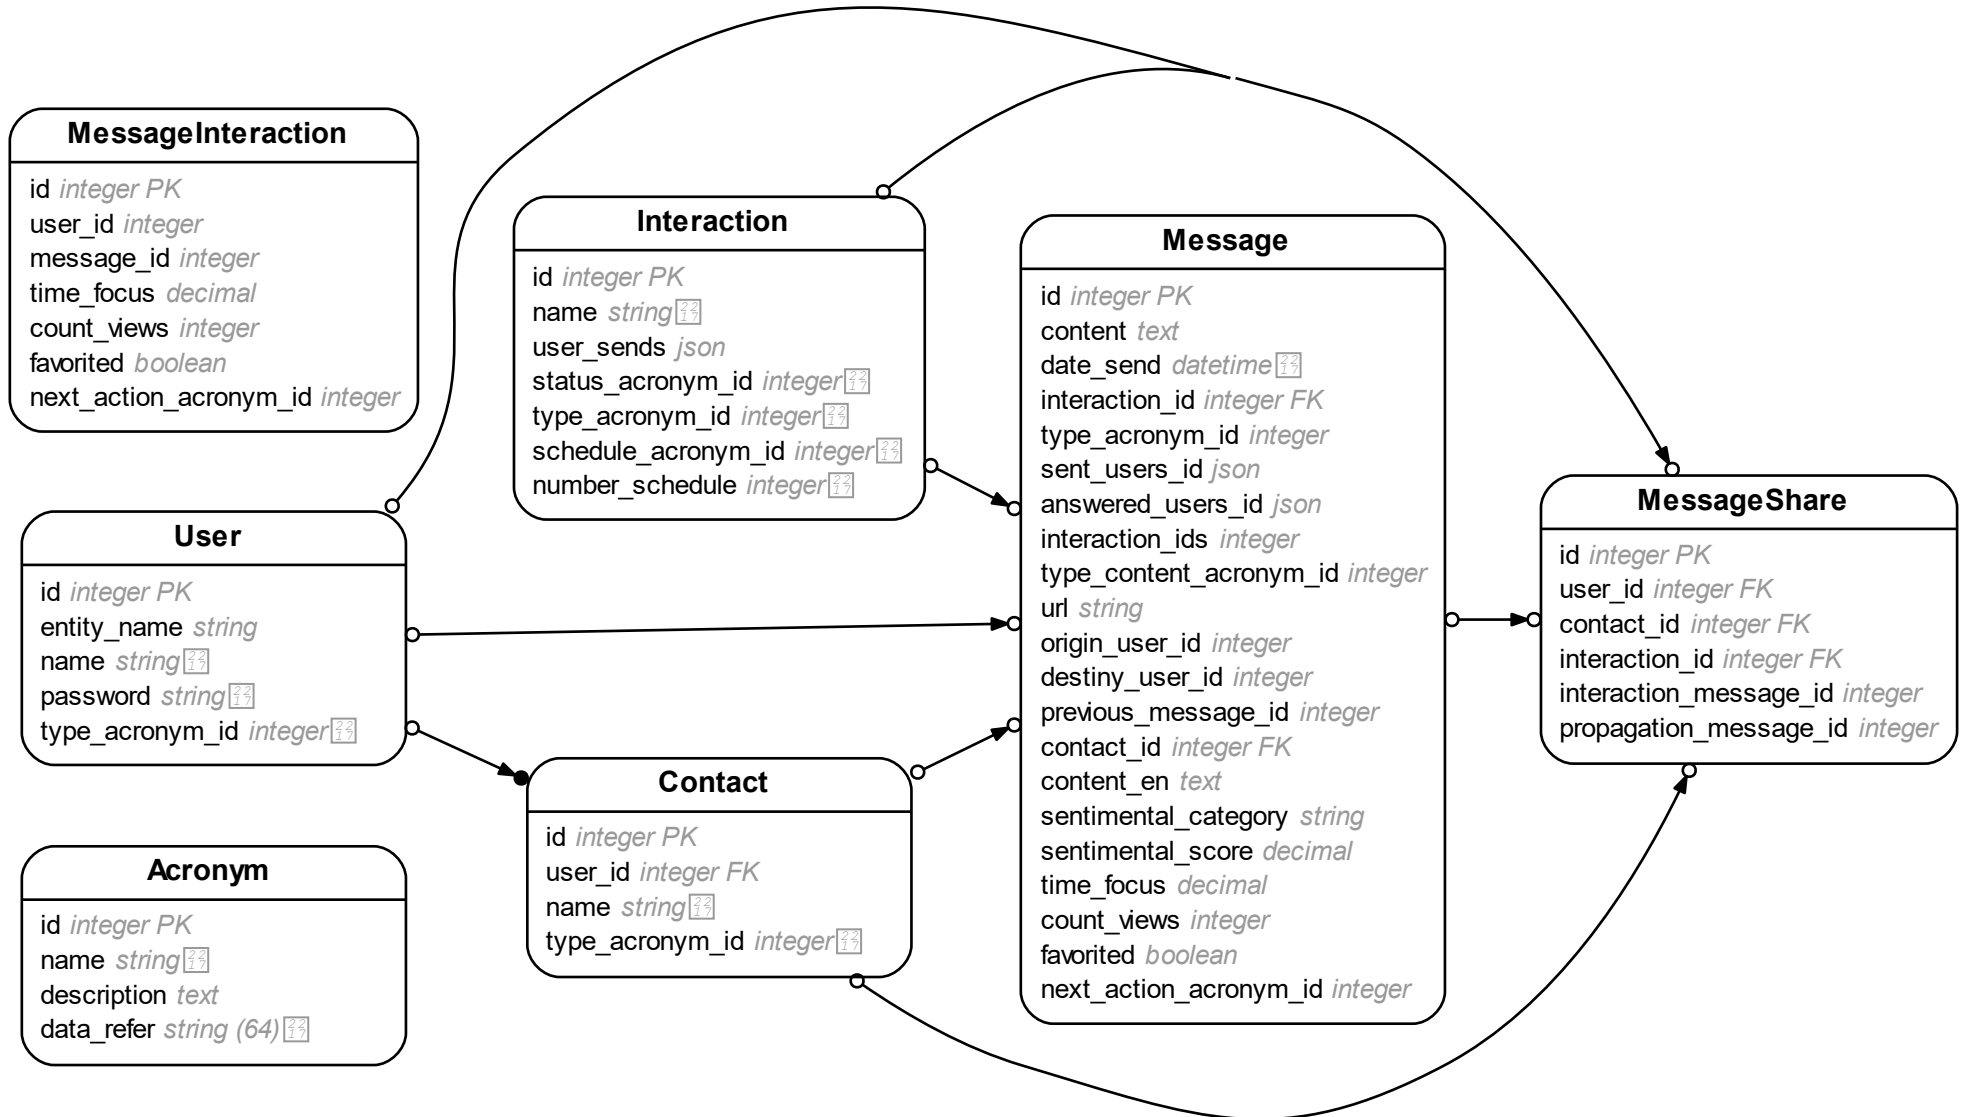 MessageInteraction
id integer PK
user_id integer
message_id integer
time_focus decimal
count_views integer
favorited boolean
next_action_acronym_id integer
User
id integer PK
entity_name string
name string
password string
type_acronym_id integer
Acronym
id integer PK
name string
description text
data_refer string (64)
Interaction
id integer PK
name string
user_sends json
status_acronym_id integer
type_acronym_id integer
schedule_acronym_id integer
number_schedule integer
Contact
id integer PK
user_id integer FK
name string
type_acronym_id integer
Message
id integer PK
content text
date_send datetime
interaction_id integer FK
type_acronym_id integer
sent_users_id json
answered_users_id json
interaction_ids integer
type_content_acronym_id integer
url string
origin_user_id integer
destiny_user_id integer
previous_message_id integer
contact_id integer FK
content_en text
sentimental_category string
sentimental_score decimal
time_focus decimal
count_views integer
favorited boolean
next_action_acronym_id integer
MessageShare
id integer PK
user_id integer FK
contact_id integer FK
interaction_id integer FK
interaction_message_id integer
propagation_message_id integer